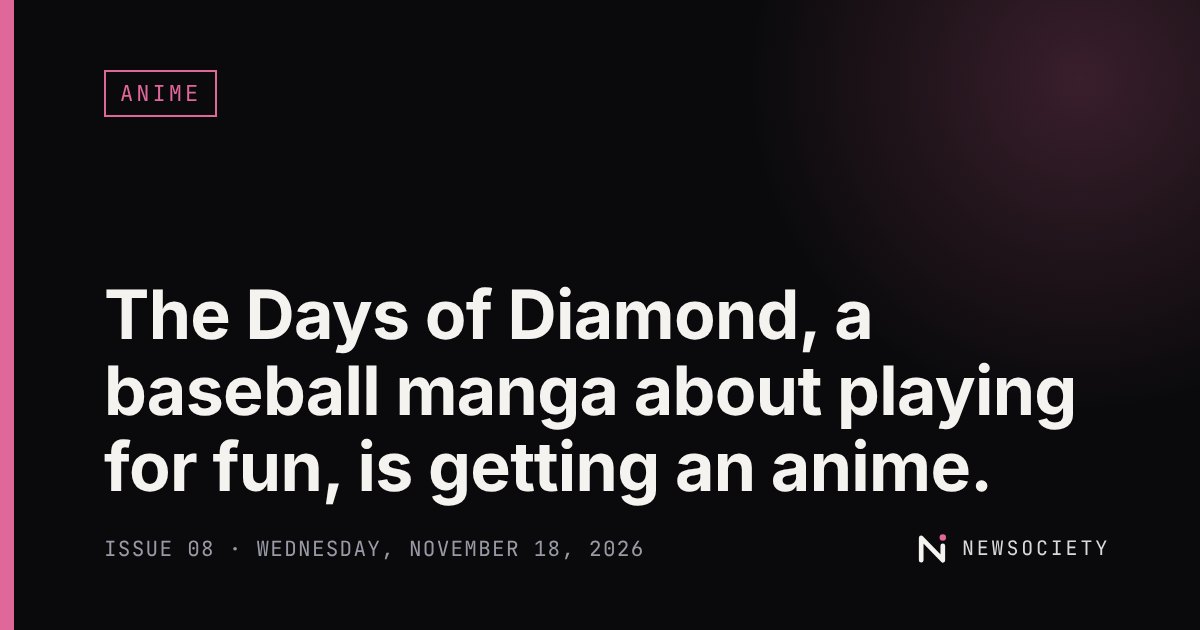 ANIME
The Days of Diamond, a
baseball manga about playing
for fun, is getting an anime.
ISSUE 08 · WEDNESDAY, NOVEMBER 18, 2026
NEWSOCIETY